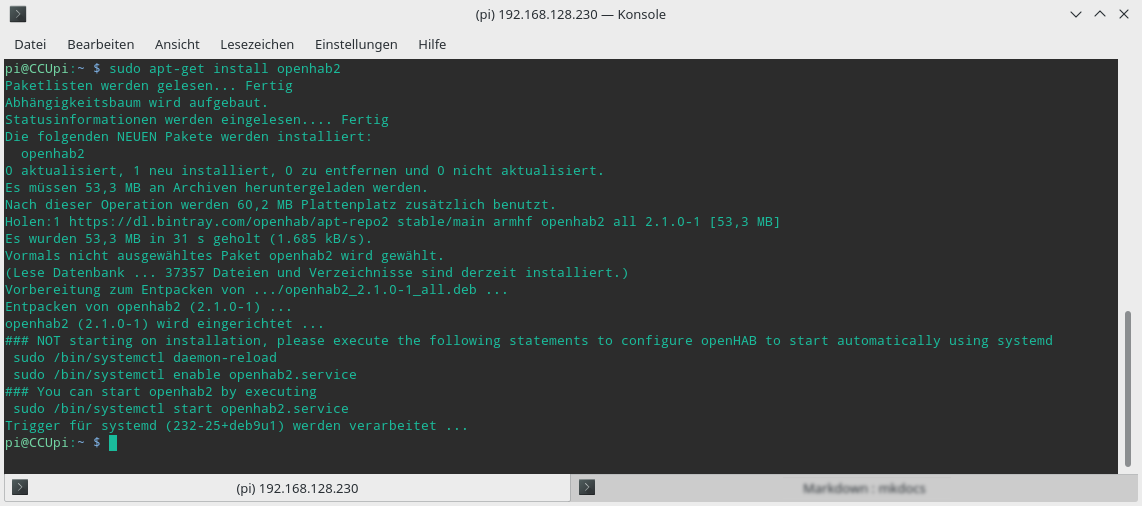 (pi) 192.168.128.230 — Konsole
Datei Bearbeiten Ansicht Lesezeichen Einstellungen Hilfe
pi@CCUpi:~ $ sudo apt-get install openhab2
Paketlisten werden gelesen... Fertig
Abhängigkeitsbaum wird aufgebaut.
Statusinformationen werden eingelesen.... Fertig
Die folgenden NEUEN Pakete werden installiert:
  openhab2
0 aktualisiert, 1 neu installiert, 0 zu entfernen und 0 nicht aktualisiert.
Es müssen 53,3 MB an Archiven heruntergeladen werden.
Nach dieser Operation werden 60,2 MB Plattenplatz zusätzlich benutzt.
Holen:1 https://dl.bintray.com/openhab/apt-repo2 stable/main armhf openhab2 all 2.1.0-1 [53,3 MB]
Es wurden 53,3 MB in 31 s geholt (1.685 kB/s).
Vormals nicht ausgewähltes Paket openhab2 wird gewählt.
(Lese Datenbank ... 37357 Dateien und Verzeichnisse sind derzeit installiert.)
Vorbereitung zum Entpacken von .../openhab2_2.1.0-1_all.deb ...
Entpacken von openhab2 (2.1.0-1) ...
openhab2 (2.1.0-1) wird eingerichtet ...
### NOT starting on installation, please execute the following statements to configure openHAB to start automatically using systemd
 sudo /bin/systemctl daemon-reload
 sudo /bin/systemctl enable openhab2.service
### You can start openhab2 by executing
 sudo /bin/systemctl start openhab2.service
Trigger für systemd (232-25+deb9u1) werden verarbeitet ...
pi@CCUpi:~ $
(pi) 192.168.128.230
Markdown : mkdocs